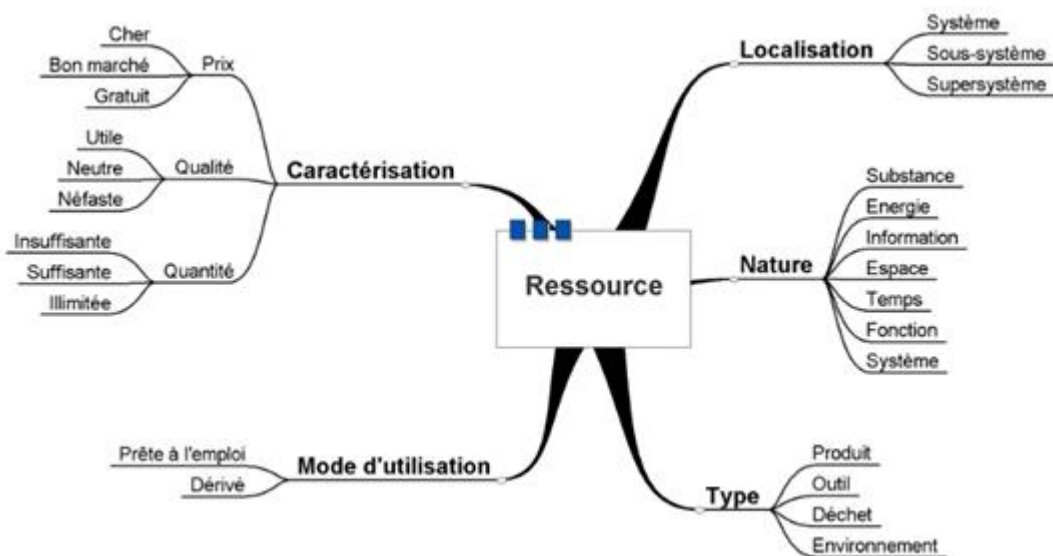 Ressource
Localisation
Système
Sous-système
Supersystème
Nature
Substance
Energie
Information
Espace
Temps
Fonction
Système
Type
Produit
Outil
Déchet
Environnement
Mode d'utilisation
Prête à l'emploi
Dérivé
Caractérisation
Prix
Cher
Bon marché
Gratuit
Qualité
Utile
Neutre
Néfaste
Quantité
Insuffisante
Suffisante
Illimitée